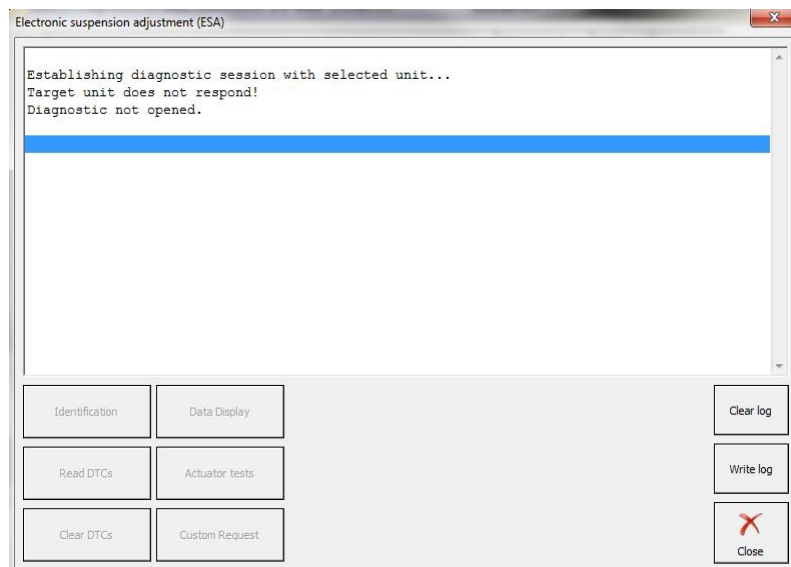 Electronic suspension adjustment (ESA)
Establishing diagnostic session with selected unit...
Target unit does not respond!
Diagnostic not opened.
Identification
Data Display
Clear log
Read DTCs
Actuator tests
Write log
Clear DTCs
Custom Request
Close